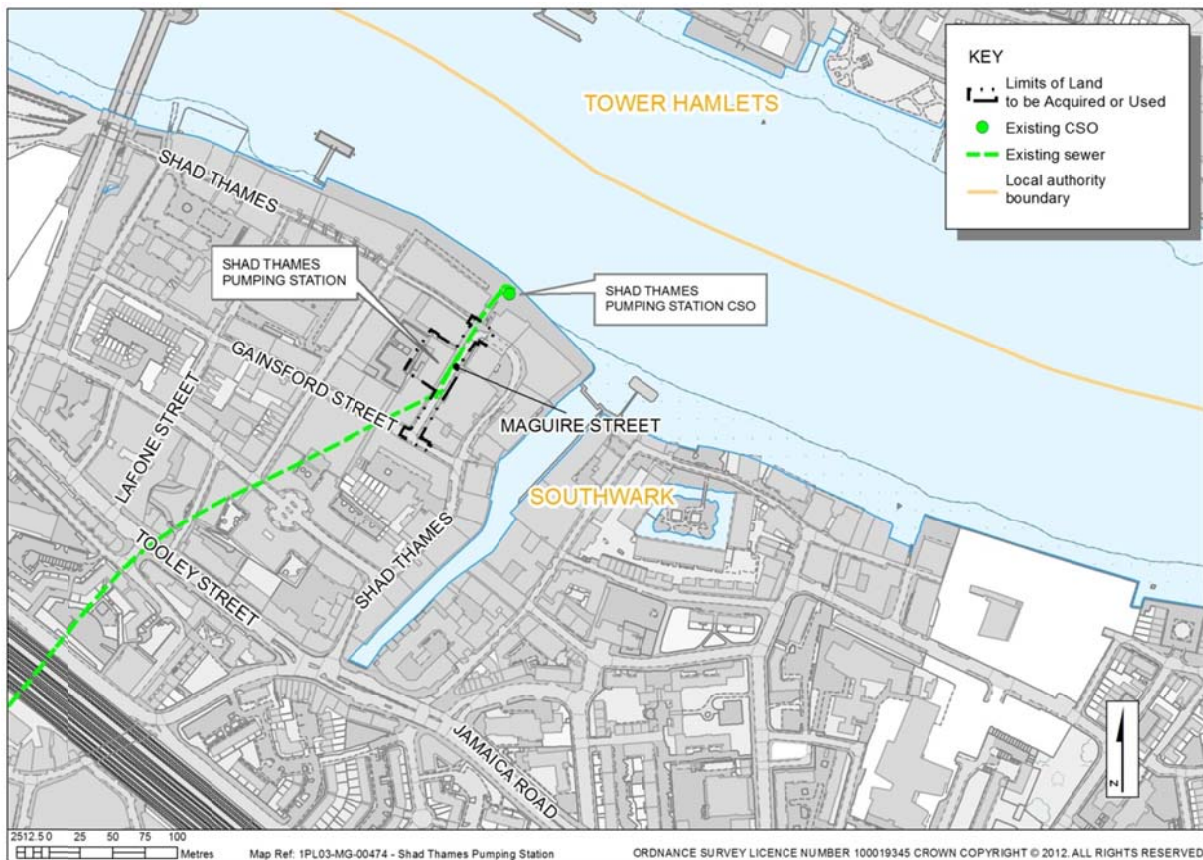 KEY
Limits of Land
to be Acquired or Used
Existing CSO
Existing sewer
Local authority
boundary
TOWER HAMLETS
SHAD THAMES
SHAD THAMES
PUMPING STATION
SHAD THAMES
PUMPING STATION CSO
GAINSFORD STREET
LAFONE STREET
MAGUIRE STREET
SOUTHWARK
SHAD THAMES
TOOLEY STREET
JAMAICA ROAD
N
25 12.5 0 25 50 75 100
Metres
Map Ref: 1PL03-MG-00474 - Shad Thames Pumping Station
ORDNANCE SURVEY LICENCE NUMBER 100019345 CROWN COPYRIGHT © 2012. ALL RIGHTS RESERVED